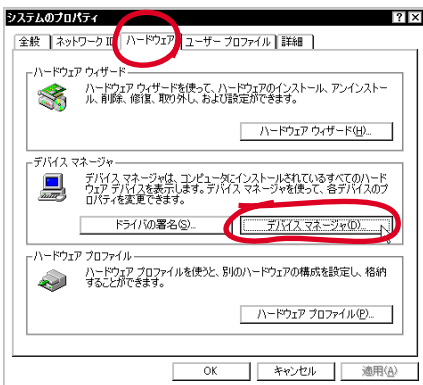 システムのプロパティ
全般 ネットワーク ID ハードウェア ユーザー プロファイル 詳細
ハードウェア ウィザード
ハードウェア ウィザードを使って、ハードウェアのインストール、アンインストー
ル、削除、修復、取り外し、および設定ができます。
ハードウェア ウィザード(H)...
デバイス マネージャ
デバイス マネージャは、コンピュータにインストールされているすべてのハード
ウェア デバイスを表示します。デバイス マネージャを使って、各デバイスのプ
ロパティを変更できます。
ドライバの署名(S)...
デバイス マネージャ(D)...
ハードウェア プロファイル
ハードウェア プロファイルを使うと、別のハードウェアの構成を設定し、格納
することができます。
ハードウェア プロファイル(P)...
OK キャンセル 適用(A)